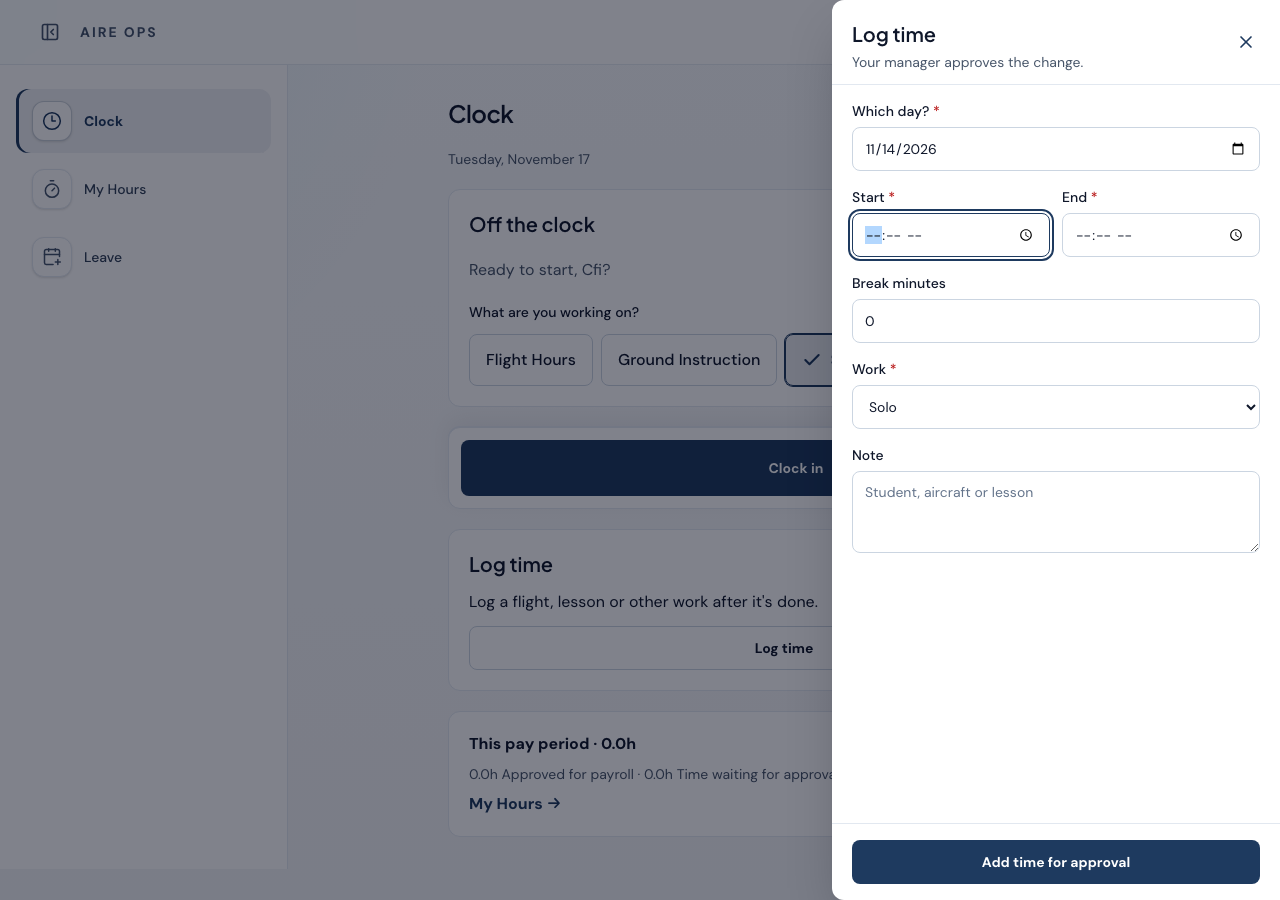 AIRE OPS
Clock
My Hours
Leave
Clock
Tuesday, November 17
Off the clock
Ready to start, Cfi?
What are you working on?
Flight Hours
Ground Instruction
Clock in
Log time
Log a flight, lesson or other work after it's done.
Log time
This pay period · 0.0h
0.0h Approved for payroll · 0.0h Time waiting for approva
My Hours →
Log time
Your manager approves the change.
Which day? *
11/14/2026
Start * End *
--:-- -- --:-- --
Break minutes
0
Work *
Solo
Note
Student, aircraft or lesson
Add time for approval